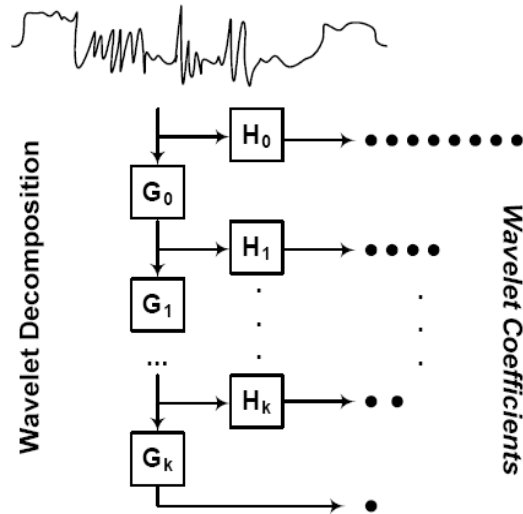 Wavelet Decomposition
H₀
G₀
H₁
G₁
...
Hₖ
Gₖ
Wavelet Coefficients